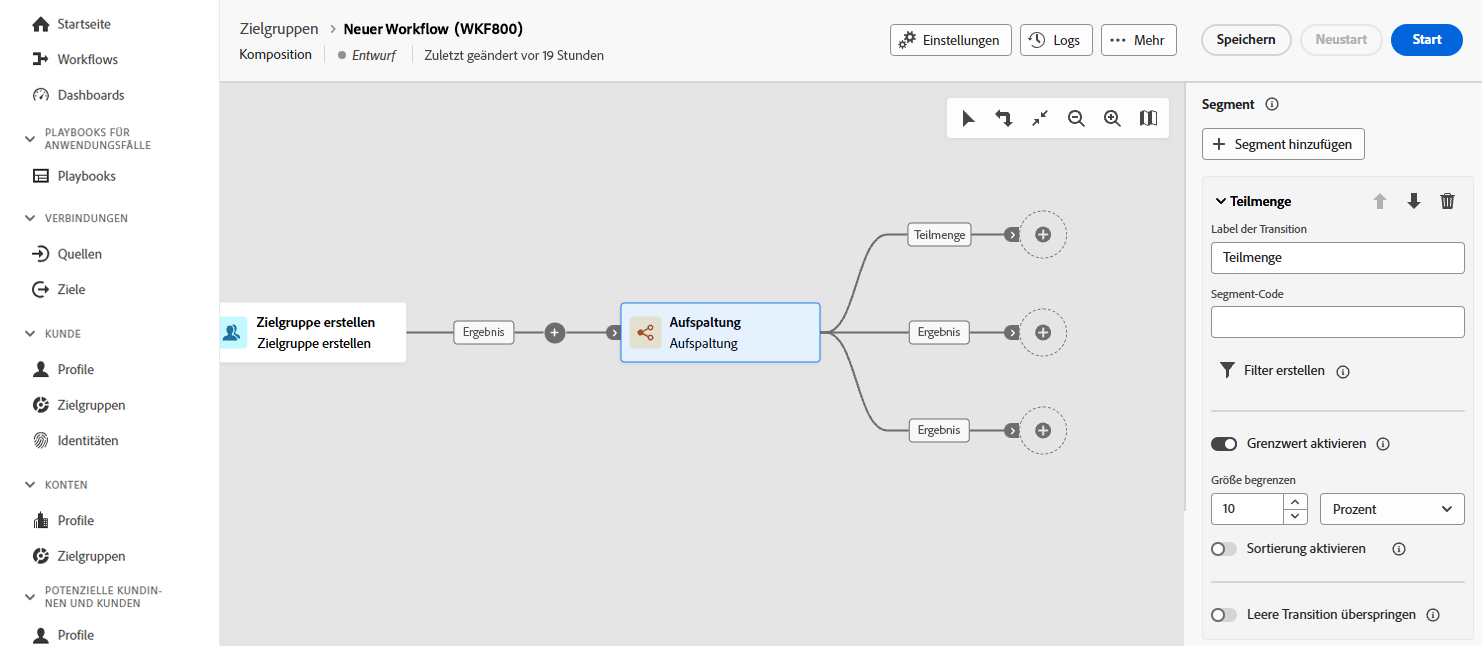 Startseite
Workflows
Dashboards
PLAYBOOKS FÜR
ANWENDUNGSFÄLLE
Playbooks
VERBINDUNGEN
Quellen
Ziele
KUNDE
Profile
Zielgruppen
Identitäten
KONTEN
Profile
Zielgruppen
POTENZIELLE KUNDIN-
NEN UND KUNDEN
Profile
Zielgruppen > Neuer Workflow (WKF800)
Komposition Entwurf Zuletzt geändert vor 19 Stunden
Einstellungen Logs Mehr Speichern Neustart Start
Zielgruppe erstellen
Zielgruppe erstellen
Ergebnis
Aufspaltung
Aufspaltung
Teilmenge
Ergebnis
Ergebnis
Segment
Segment hinzufügen
Teilmenge
Label der Transition
Teilmenge
Segment-Code
Filter erstellen
Grenzwert aktivieren
Größe begrenzen
10 Prozent
Sortierung aktivieren
Leere Transition überspringen